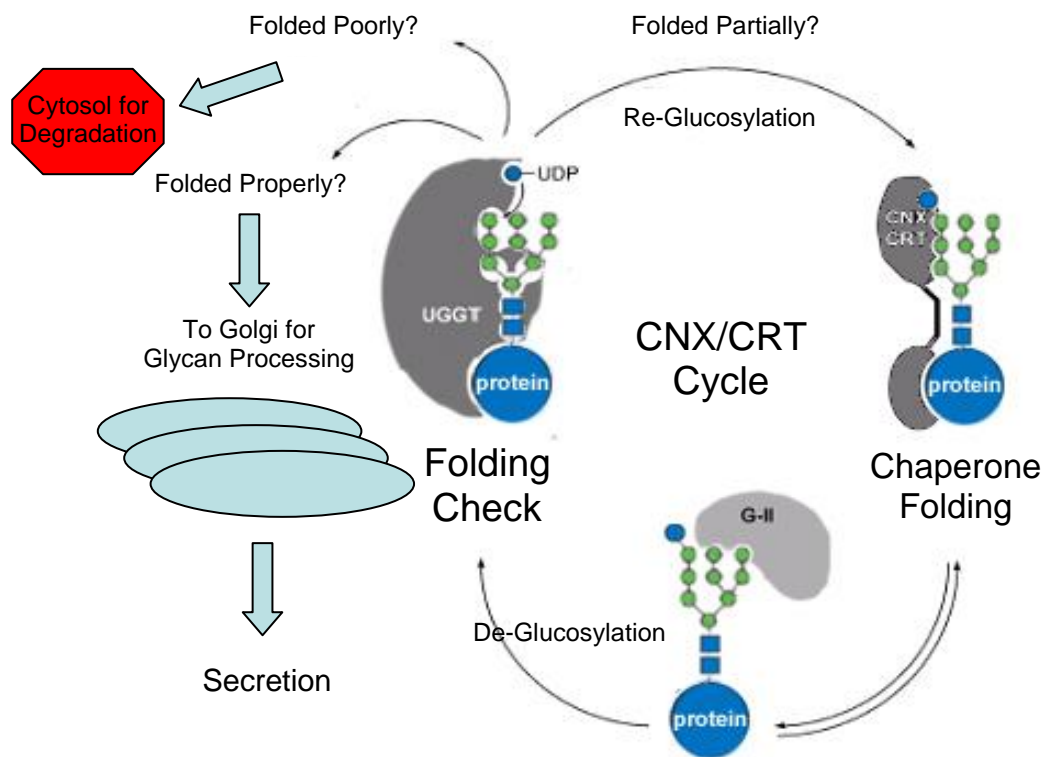 Folded Poorly?
Folded Partially?
Cytosol for
Degradation
Re-Glucosylation
Folded Properly?
UDP
CNX
CRT
UGGT
To Golgi for
Glycan Processing
CNX/CRT
Cycle
protein
protein
Folding
Check
Chaperone
Folding
G-II
De-Glucosylation
Secretion
protein